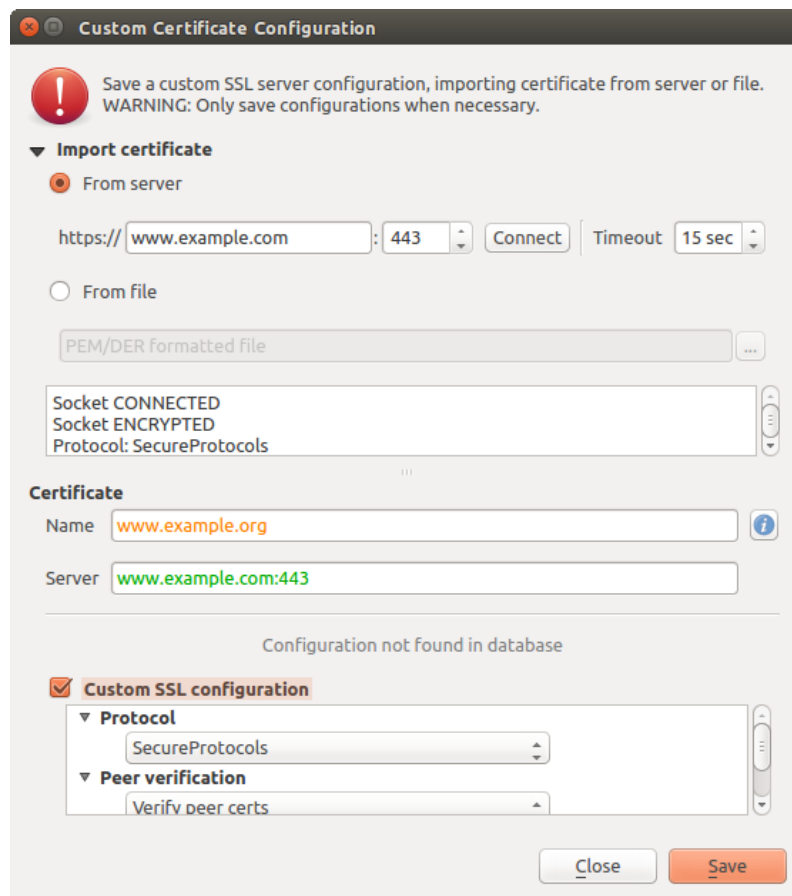 Custom Certificate Configuration
Save a custom SSL server configuration, importing certificate from server or file.
WARNING: Only save configurations when necessary.
Import certificate
From server
https:// www.example.com : 443 Connect Timeout 15 sec
From file
PEM/DER formatted file ...
Socket CONNECTED
Socket ENCRYPTED
Protocol: SecureProtocols
Certificate
Name www.example.org
Server www.example.com:443
Configuration not found in database
Custom SSL configuration
Protocol
SecureProtocols
Peer verification
Verify peer certs
Close Save